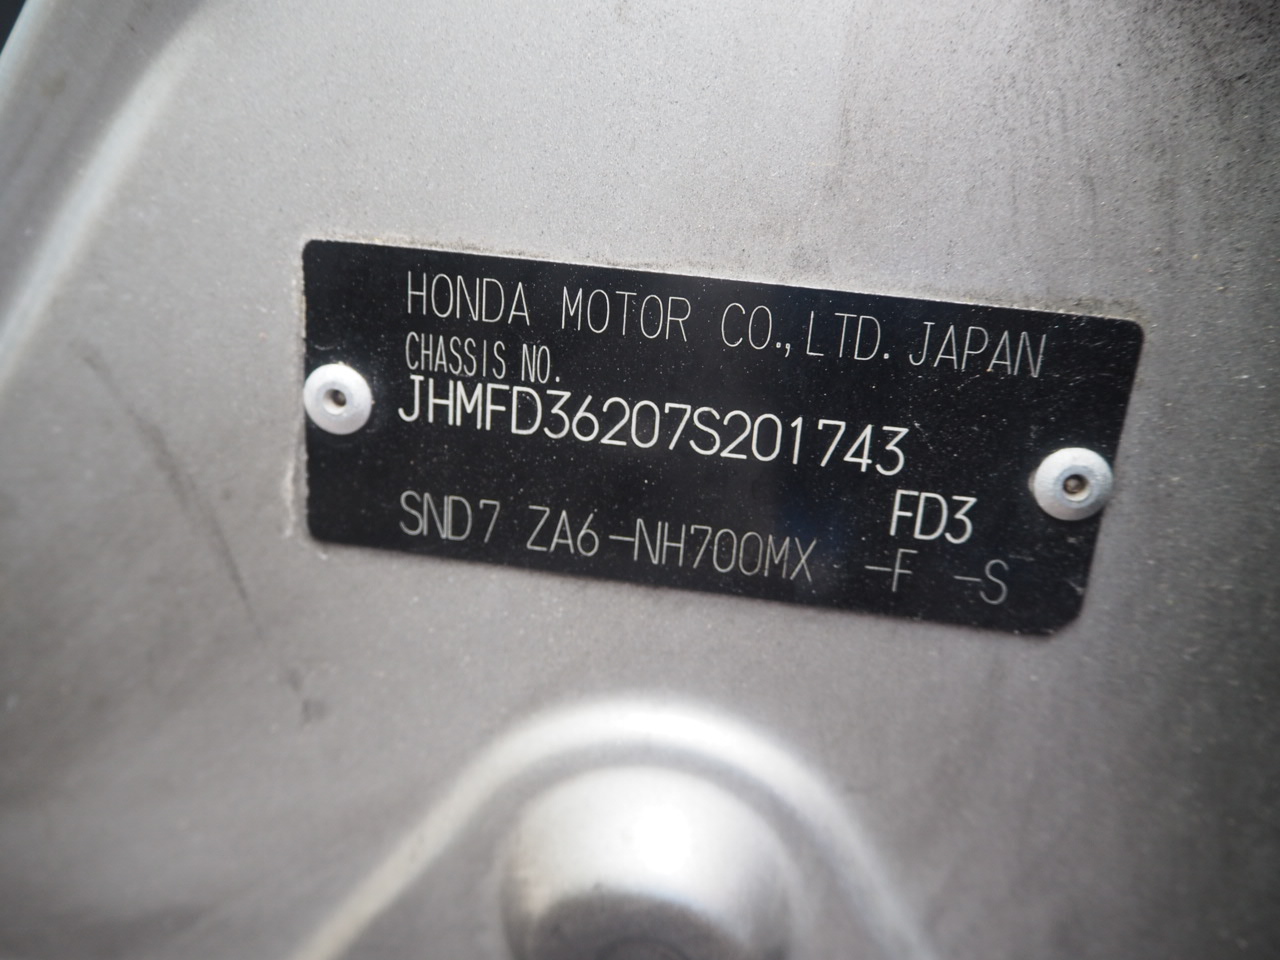 HONDA MOTOR CO., LTD. JAPAN
CHASSIS NO.
JHMFD36207S201743
FD3
SND7 ZA6-NH700MX -F -S